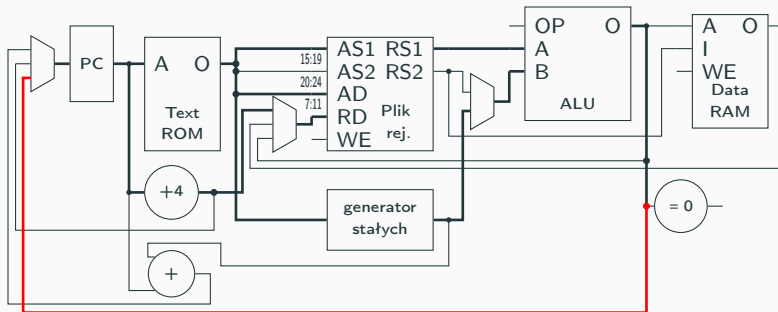 PC
A O
Text
ROM
+4
+
15:19
20:24
7:11
AS1 RS1
AS2 RS2
AD
RD
WE
Plik
rej.
generator
stałych
OP O
A
B
ALU
= 0
A O
I
WE
Data
RAM